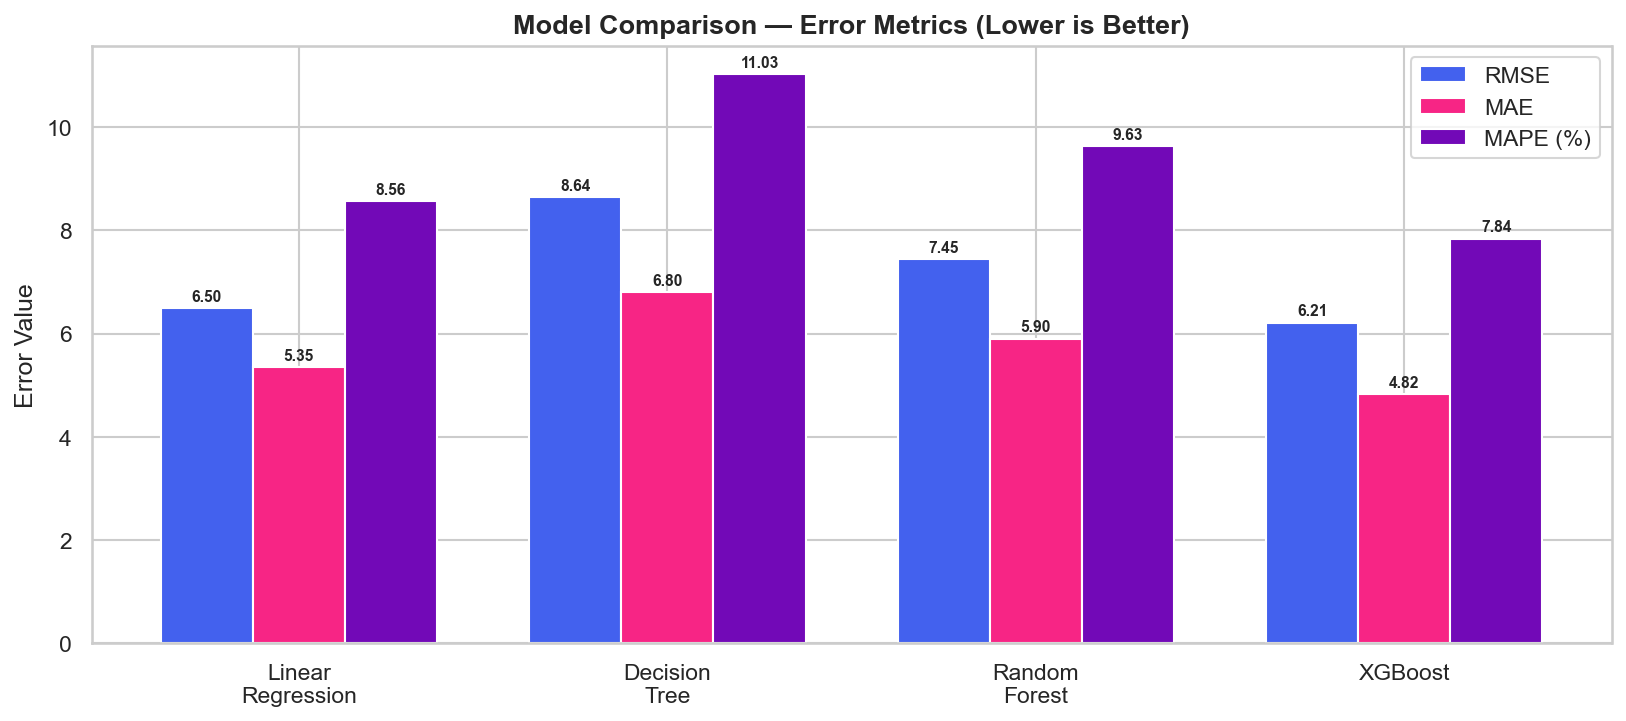 Model Comparison — Error Metrics (Lower is Better)
RMSE
MAE
MAPE (%)
Error Value
10
8
6
4
2
0
6.50
5.35
8.56
8.64
6.80
11.03
7.45
5.90
9.63
6.21
4.82
7.84
Linear
Regression
Decision
Tree
Random
Forest
XGBoost